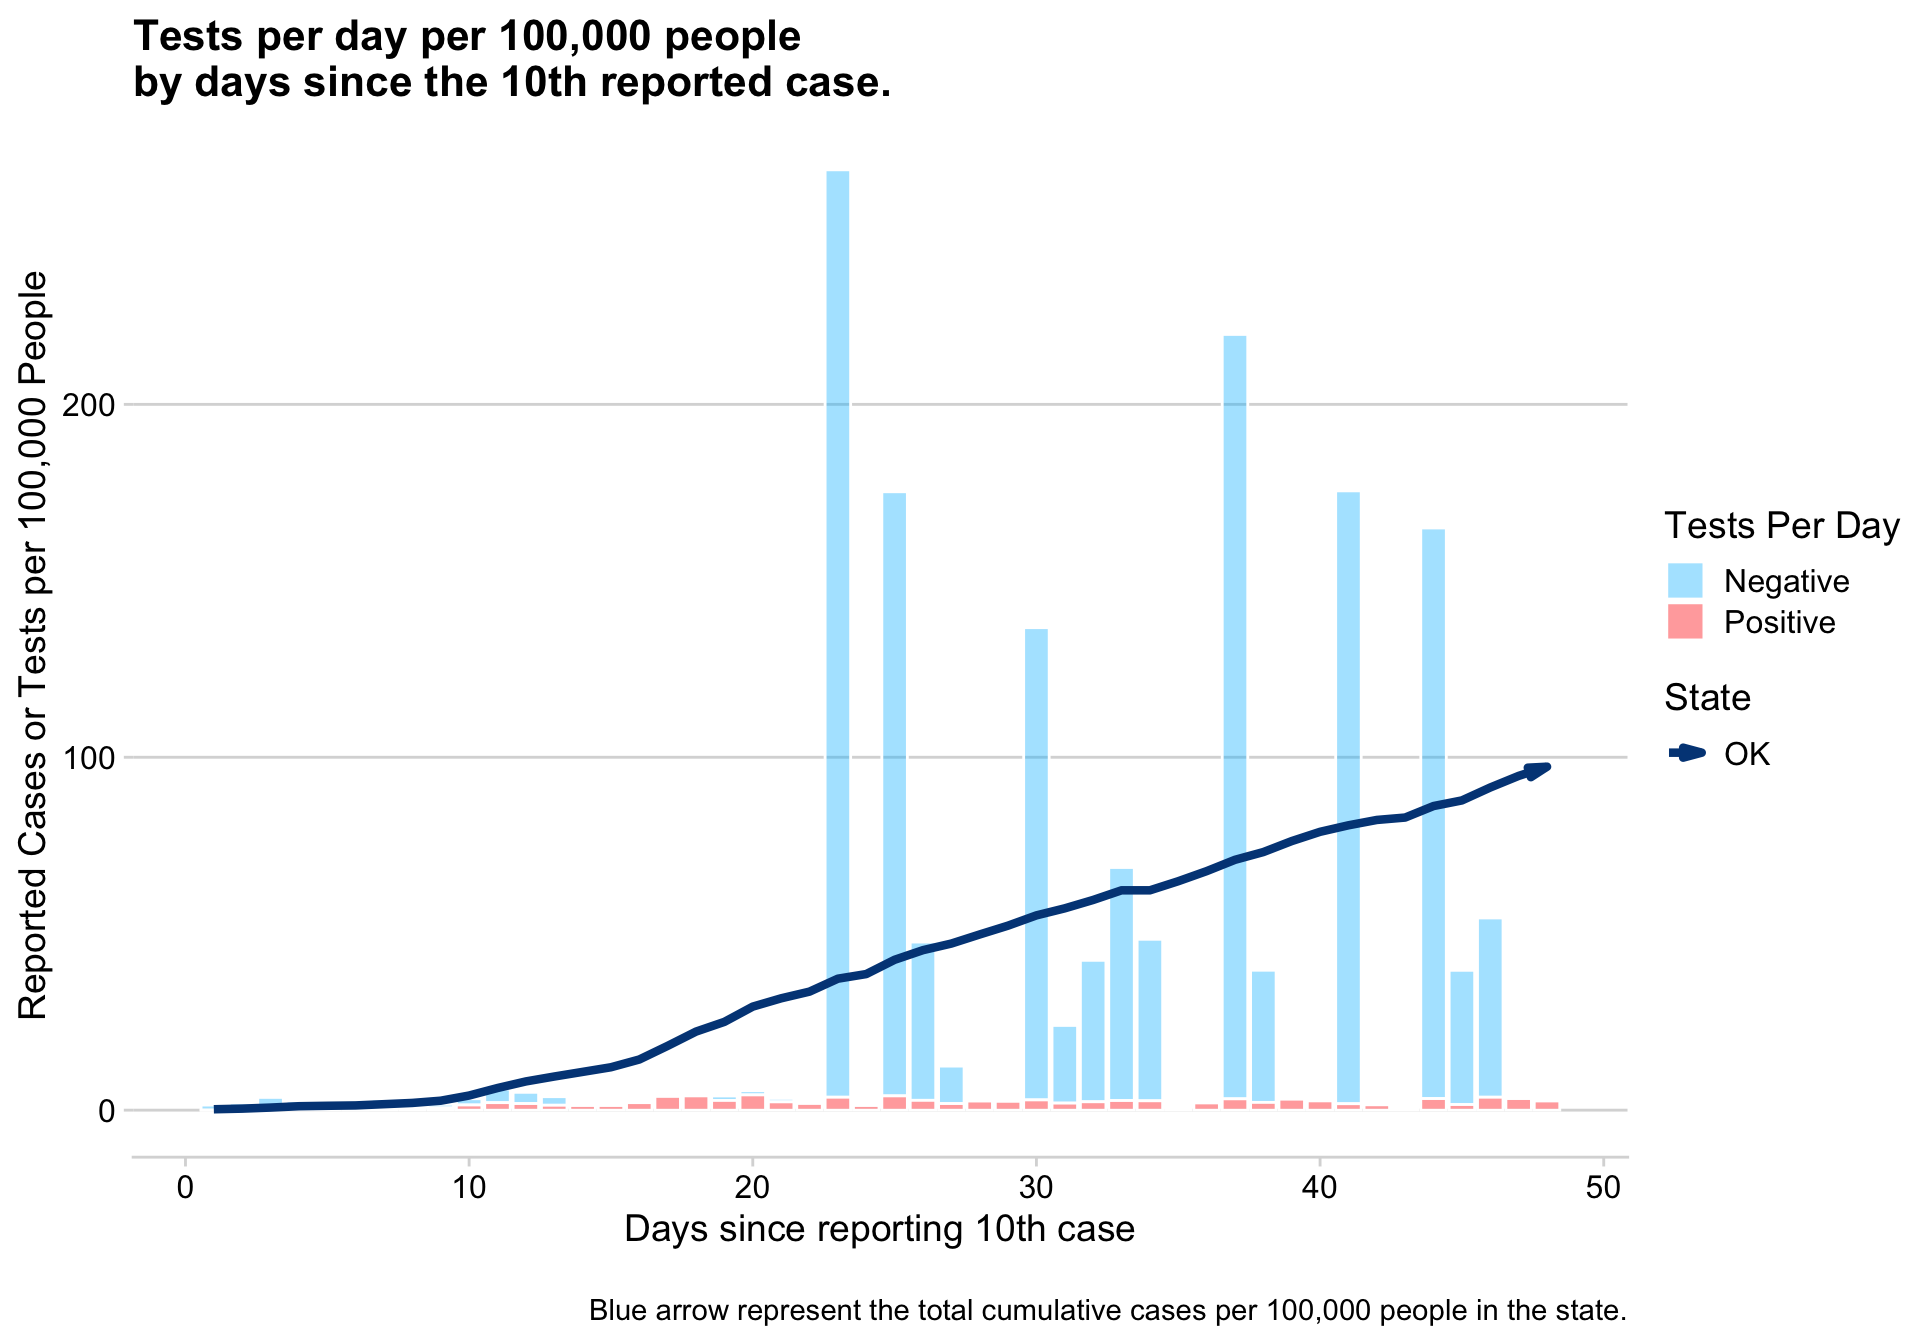 Tests per day per 100,000 people
by days since the 10th reported case.
Reported Cases or Tests per 100,000 People
200
100
0
0
10
20
30
40
50
Days since reporting 10th case
Tests Per Day
Negative
Positive
State
OK
Blue arrow represent the total cumulative cases per 100,000 people in the state.